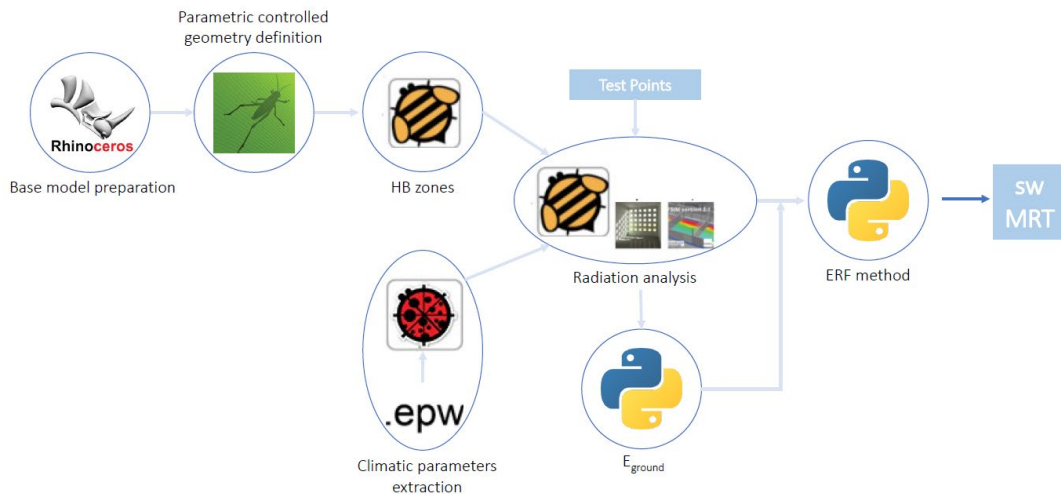 Parametric controlled
geometry definition
Test Points
Rhinoceros
Base model preparation
HB zones
Radiation analysis
ERF method
SW
MRT
.epw
Climatic parameters
extraction
Eground